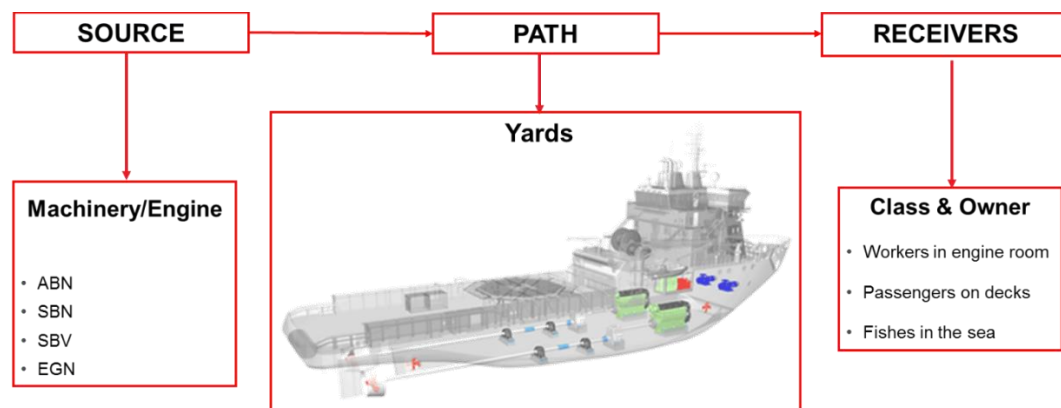 SOURCE
PATH
RECEIVERS
Machinery/Engine
• ABN
• SBN
• SBV
• EGN
Yards
Class & Owner
• Workers in engine room
• Passengers on decks
• Fishes in the sea